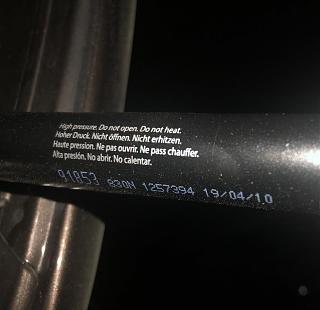 High pressure. Do not open. Do not heat.
Hoher Druck. Nicht öffnen. Nicht erhitzen.
Haute pression. Ne pas ouvrir. Ne pass chauffer.
Alta presión. No abrir. No calentar.
91853 830N 1257394 19/04/10